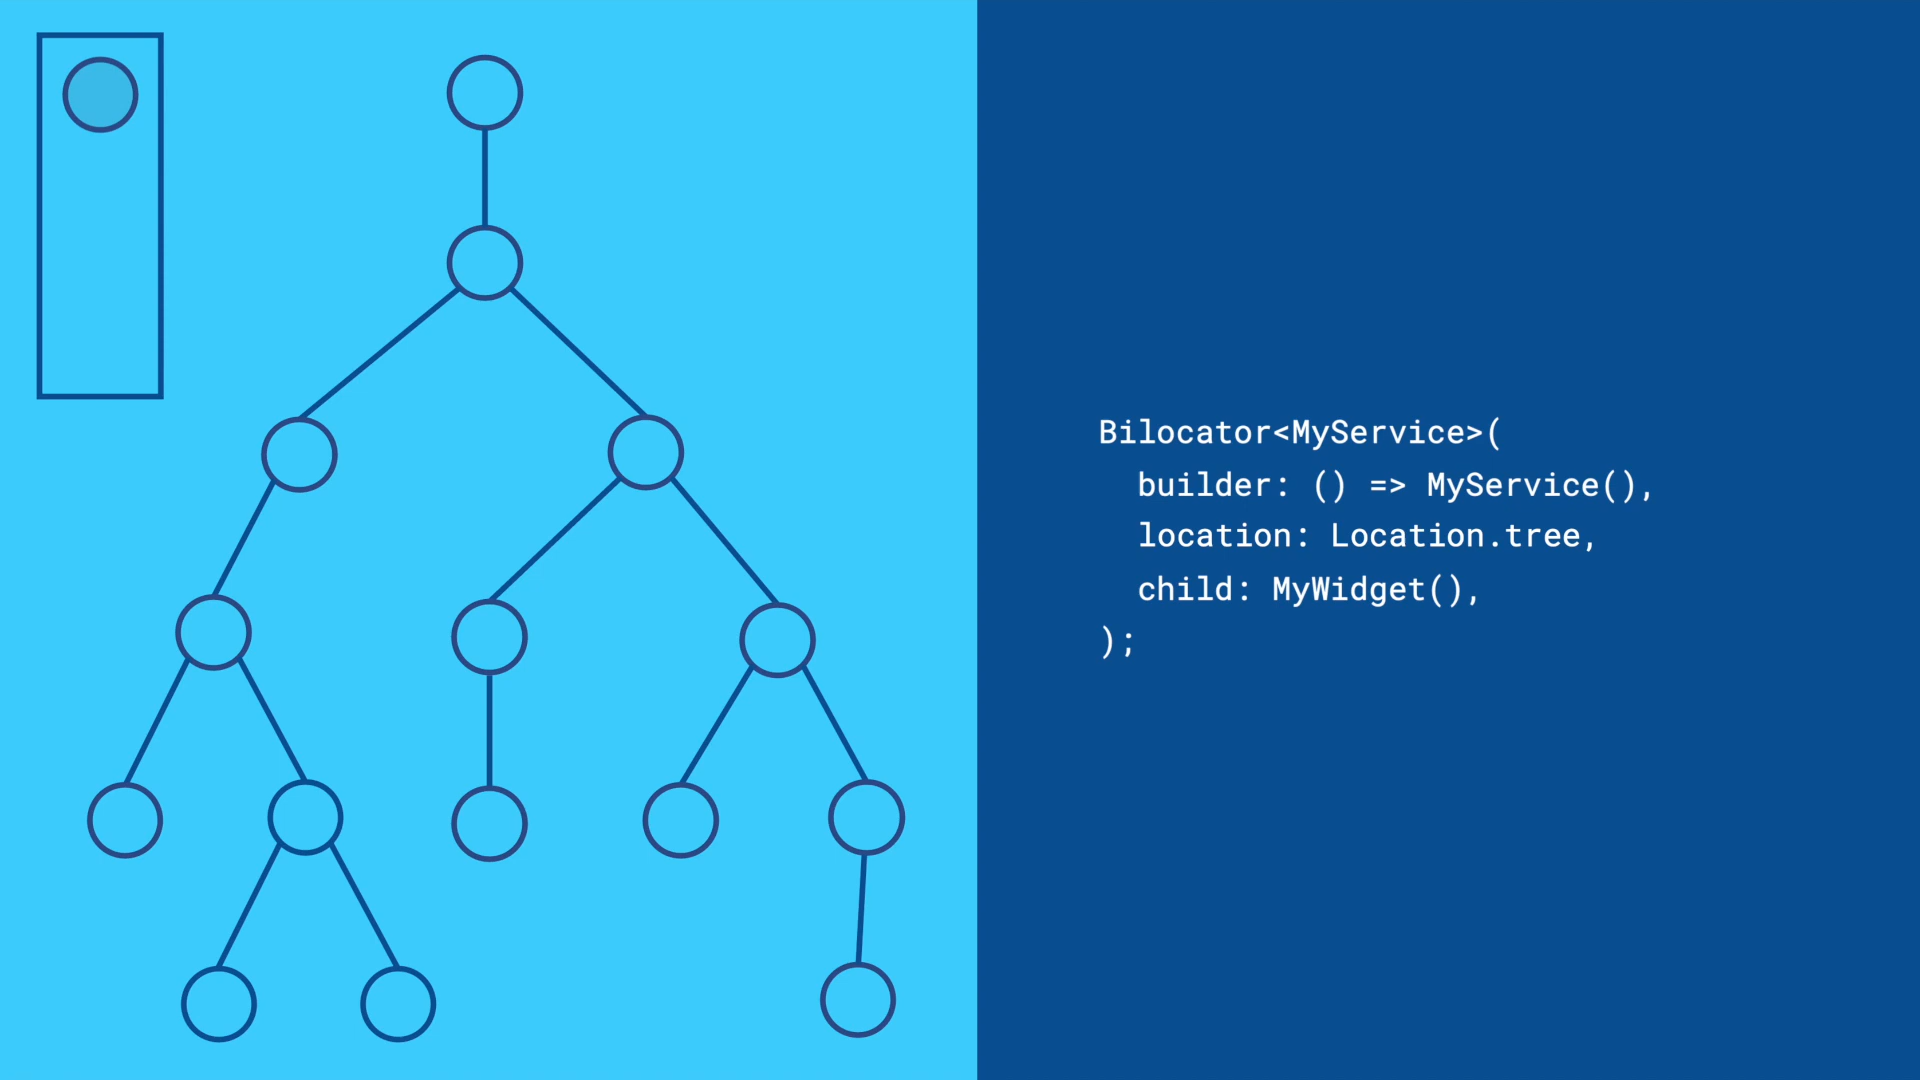 Bilocator<MyService>(
  builder: () => MyService(),
  location: Location.tree,
  child: MyWidget(),
);